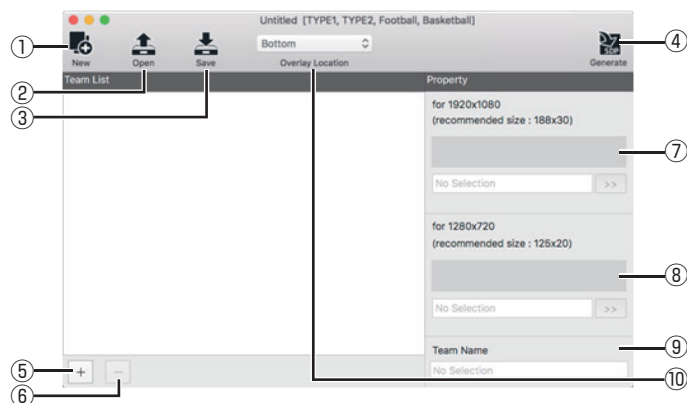 Untitled [TYPE1, TYPE2, Football, Basketball]
① New
② Open
③ Save
Bottom
Overlay Location
④ SDP
Generate
Team List
Property
for 1920x1080
(recommended size : 188x30)
⑦
No Selection >>
for 1280x720
(recommended size : 125x20)
⑧
No Selection >>
Team Name ⑨
No Selection
⑤ +
⑥ −
⑩